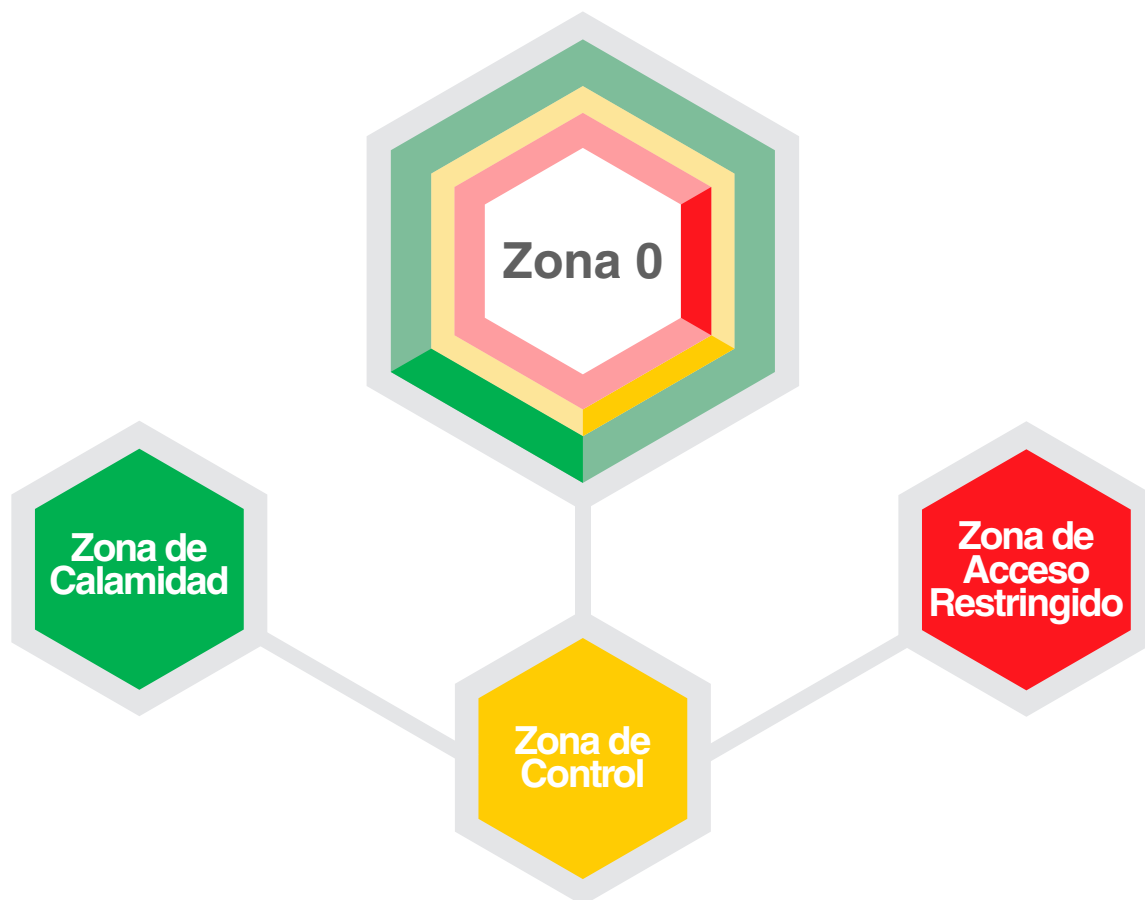 Zona 0
Zona de
Calamidad
Zona de
Acceso
Restringido
Zona de
Control